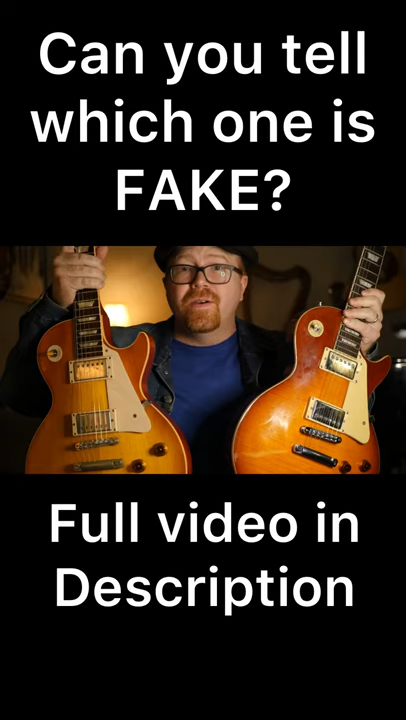 Can you tell
which one is
FAKE?
Full video in
Description